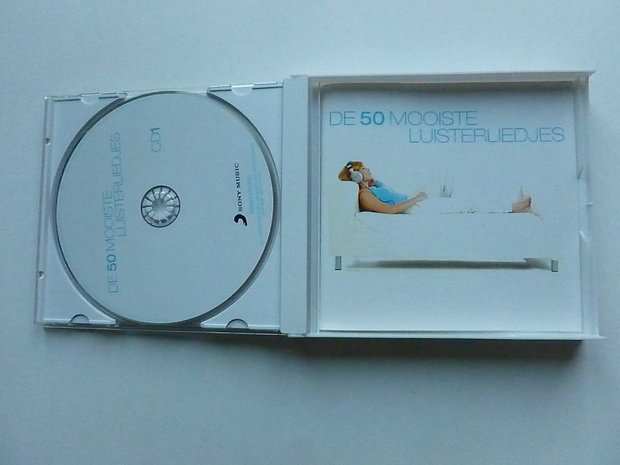 DE 50 MOOISTE
LUISTERLIEDJES
CD1
SONY MUSIC
DE 50 MOOISTE
LUISTERLIEDJES